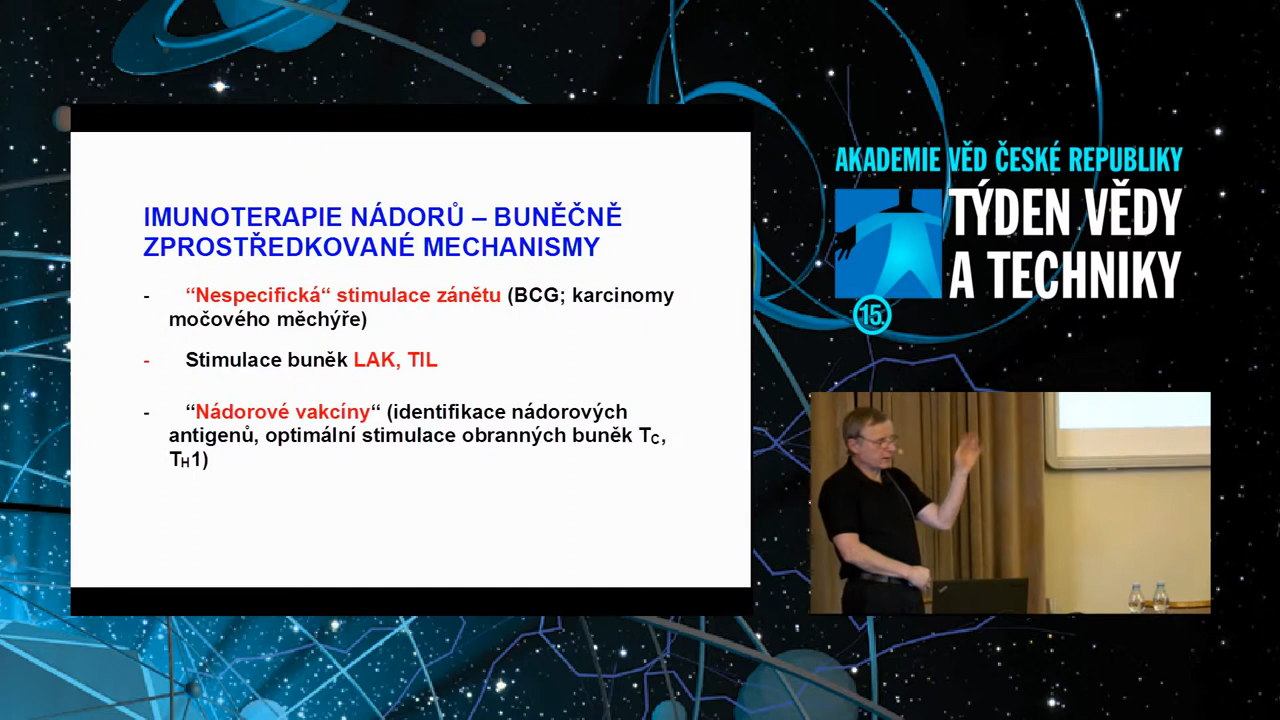 IMUNOTERAPIE NÁDORŮ – BUNĚČNĚ
ZPROSTŘEDKOVANÉ MECHANISMY
- “Nespecifická“ stimulace zánětu (BCG; karcinomy
močového měchýře)
- Stimulace buněk LAK, TIL
- “Nádorové vakcíny“ (identifikace nádorových
antigenů, optimální stimulace obranných buněk TC,
TH1)
AKADEMIE VĚD ČESKÉ REPUBLIKY
TÝDEN VĚDY
A TECHNIKY
15.